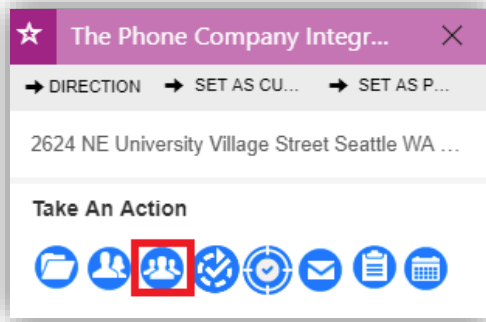 The Phone Company Integr...
DIRECTION SET AS CU... SET AS P...
2624 NE University Village Street Seattle WA ...
Take An Action